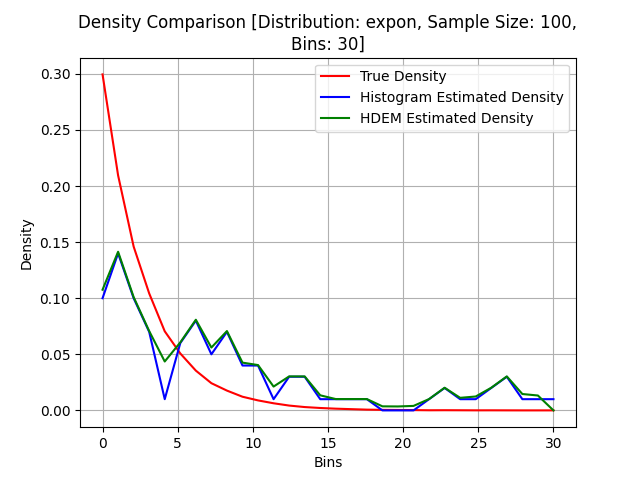 Density Comparison [Distribution: expon, Sample Size: 100,
Bins: 30]
True Density
Histogram Estimated Density
HDEM Estimated Density
Density
0.30
0.25
0.20
0.15
0.10
0.05
0.00
0 5 10 15 20 25 30
Bins